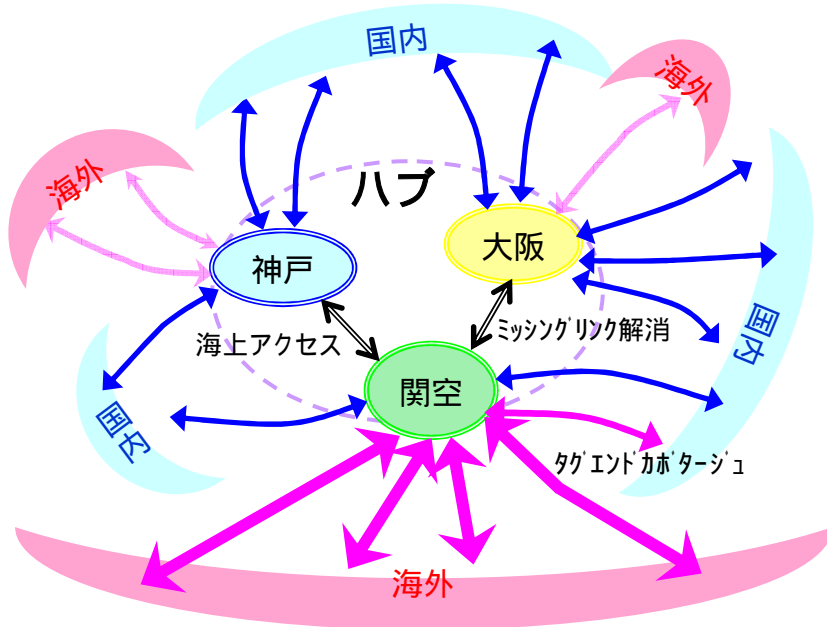 国内
海外
海外
ハブ
神戸
大阪
海上アクセス
ﾐｯｼﾝｸﾞﾘﾝｸ解消
国内
関空
国内
ﾀｸﾞｴﾝﾄﾞｶﾎﾞﾀｰｼﾞｭ
海外